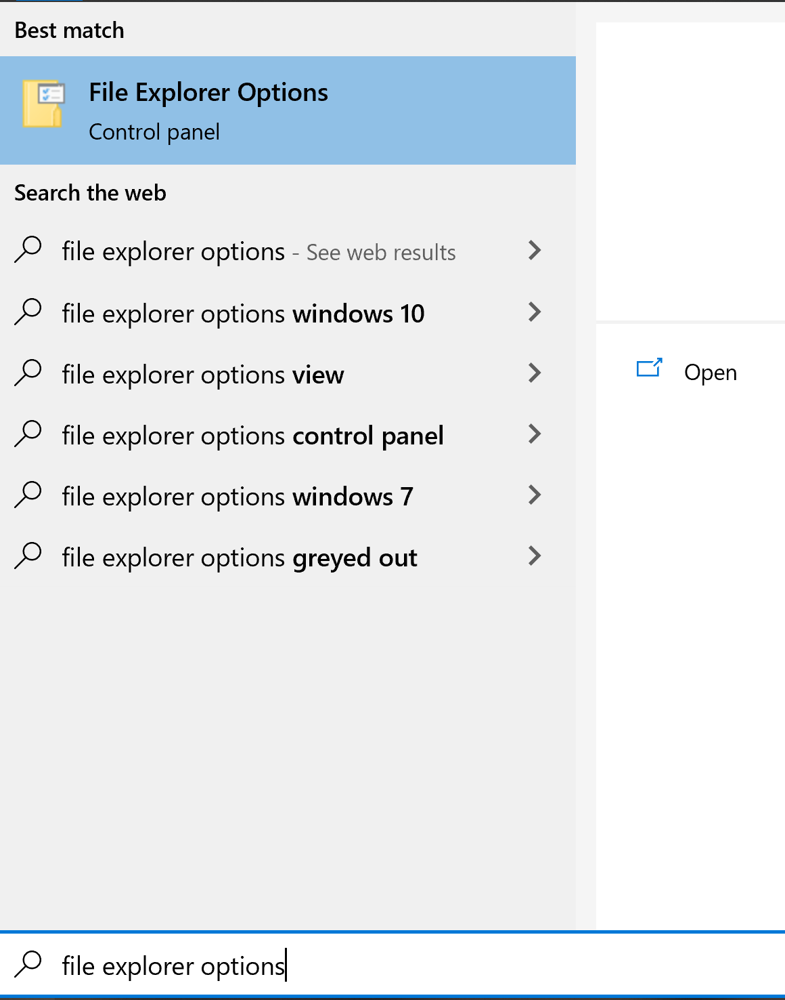 Best match
File Explorer Options
Control panel
Search the web
file explorer options - See web results
file explorer options windows 10
file explorer options view
file explorer options control panel
file explorer options windows 7
file explorer options greyed out
Open
file explorer options